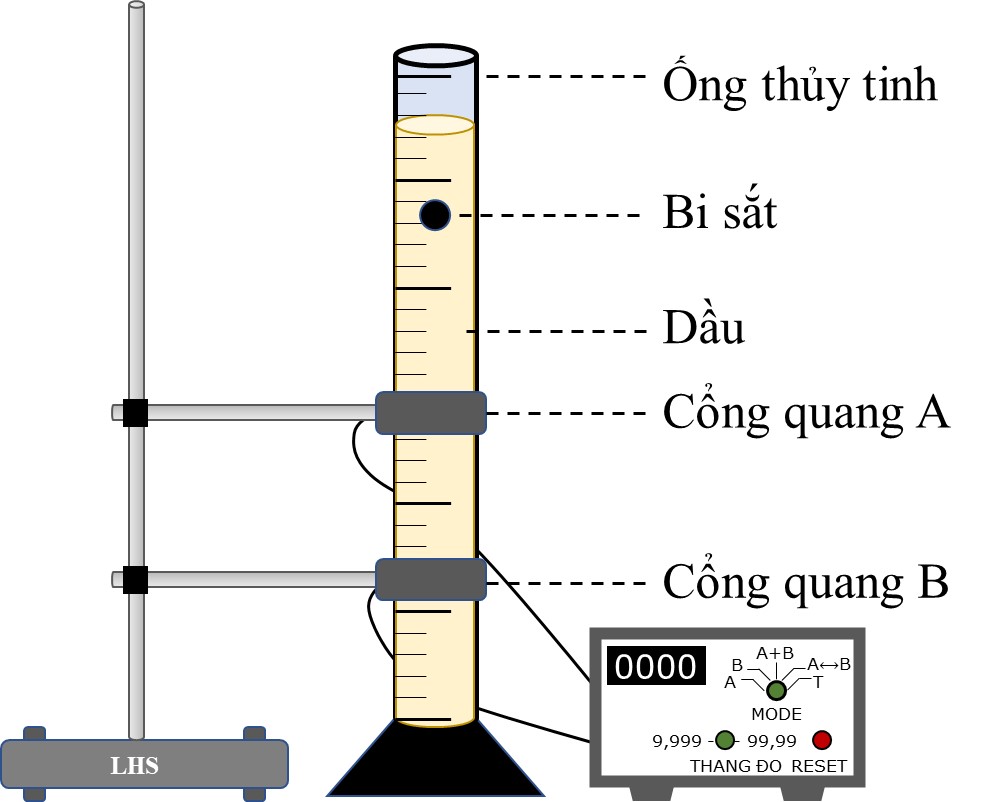 Ống thủy tinh
Bi sắt
Dầu
Cổng quang A
Cổng quang B
0000
A+B
B
A↔B
A
T
MODE
9,999
99,99
THANG ĐO
RESET
LHS